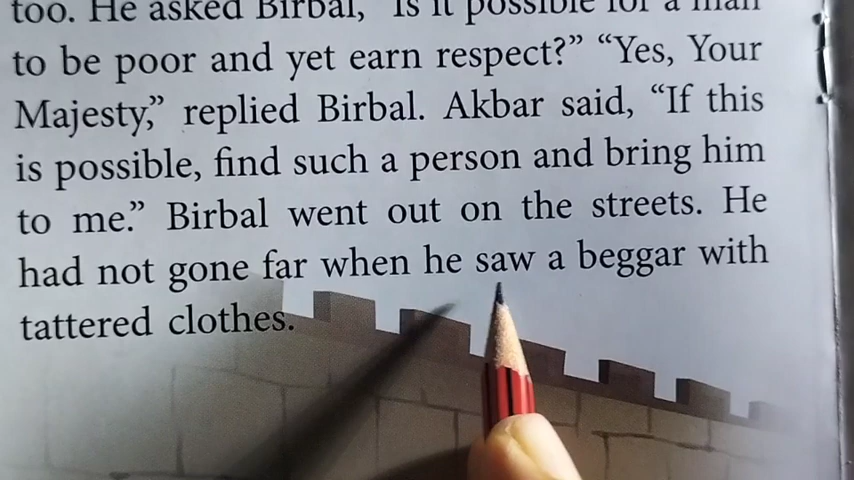 too. He asked Birbal, "Is it possible for a man
to be poor and yet earn respect?” “Yes, Your
Majesty,” replied Birbal. Akbar said, “If this
is possible, find such a person and bring him
to me.” Birbal went out on the streets. He
had not gone far when he saw a beggar with
tattered clothes.